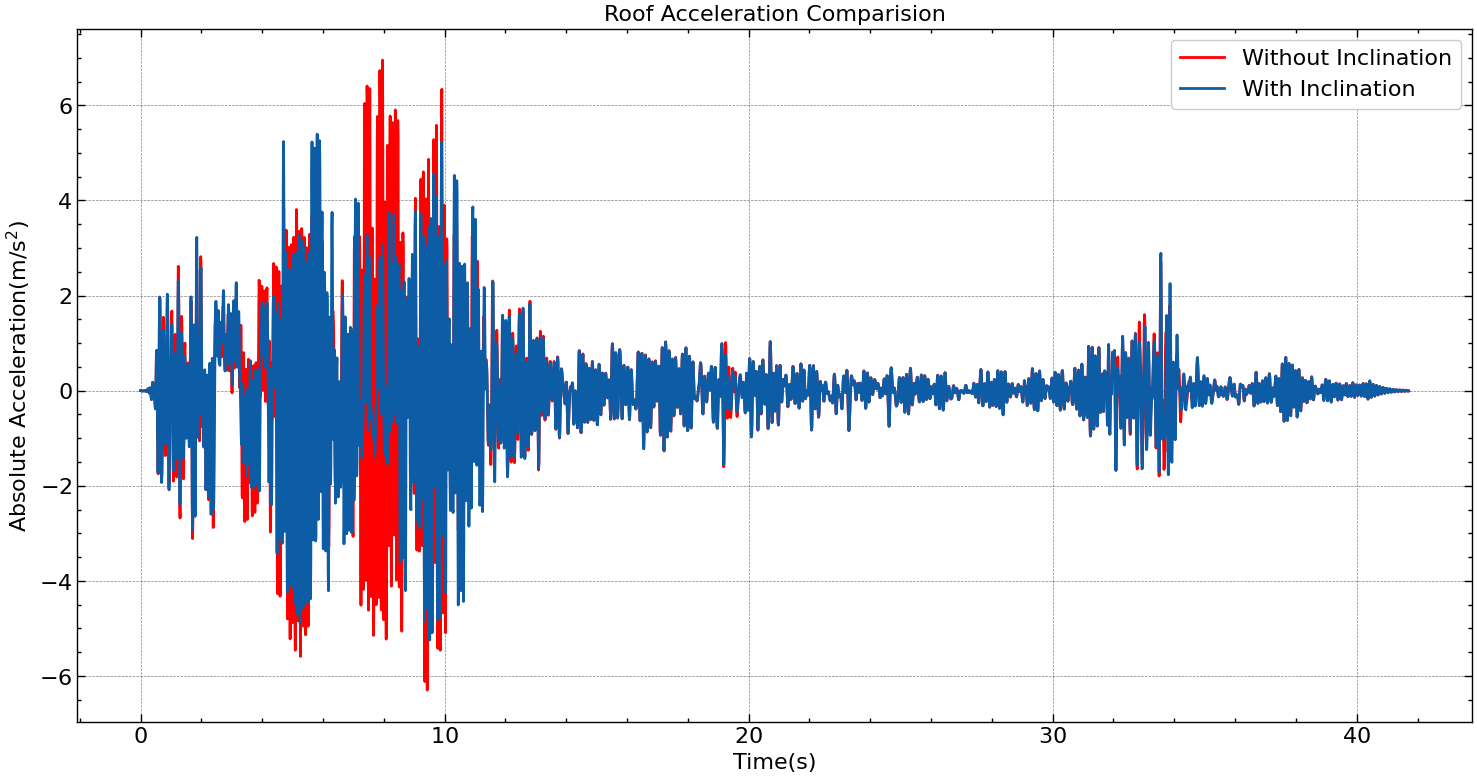 Roof Acceleration Comparision
Without Inclination
With Inclination
Absolute Acceleration(m/s²)
6
4
2
0
−2
−4
−6
0 10 20 30 40
Time(s)